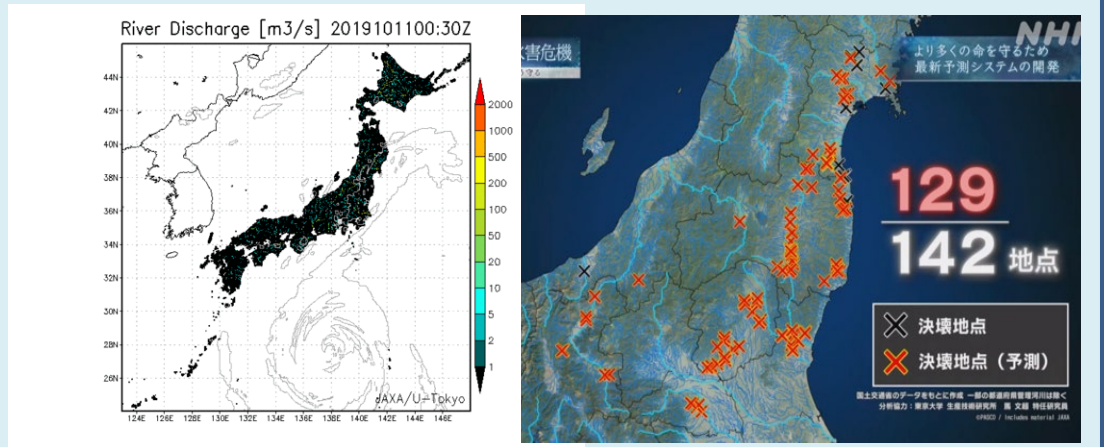 River Discharge [m3/s] 2019101100:30Z
44N
42N
40N
38N
36N
34N
32N
30N
28N
26N
124E 126E 128E 130E 132E 134E 136E 138E 140E 142E 144E 146E
2000
1000
500
200
100
50
20
10
5
2
1
JAXA/U-Tokyo
NHK
害危機
より多くの命を守るため
最新予測システムの開発
129
142 地点
決壊地点
決壊地点（予測）
国土交通省のデータをもとに作成 一部の都道府県管理河川は除く
分析協力：東京大学 生産技術研究所 馬 文超 特任研究員
©PASCO / includes material JAXA